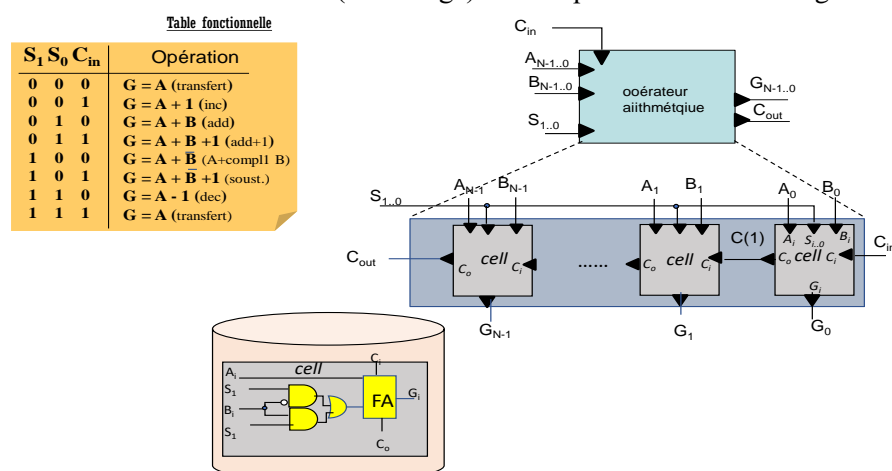 Table fonctionnelle
S1 S0 Cin Opération
0 0 0 G = A (transfert)
0 0 1 G = A + 1 (inc)
0 1 0 G = A + B (add)
0 1 1 G = A + B +1 (add+1)
1 0 0 G = A + B̅ (A+compl1 B)
1 0 1 G = A + B̅ +1 (soust.)
1 1 0 G = A - 1 (dec)
1 1 1 G = A (transfert)
Cin
AN-1..0
BN-1..0
S1..0
ooérateur
aiithmétqiue
GN-1..0
Cout
S1..0 AN-1 BN-1 A1 B1 A0 B0
Ai Si..0 Bi
C(1)
Cout Co cell Ci ...... cell Ci Co cell Ci Cin
Gi
GN-1 G1 G0
cell Ci
Ai
S1
Bi
S1
FA Gi
Co